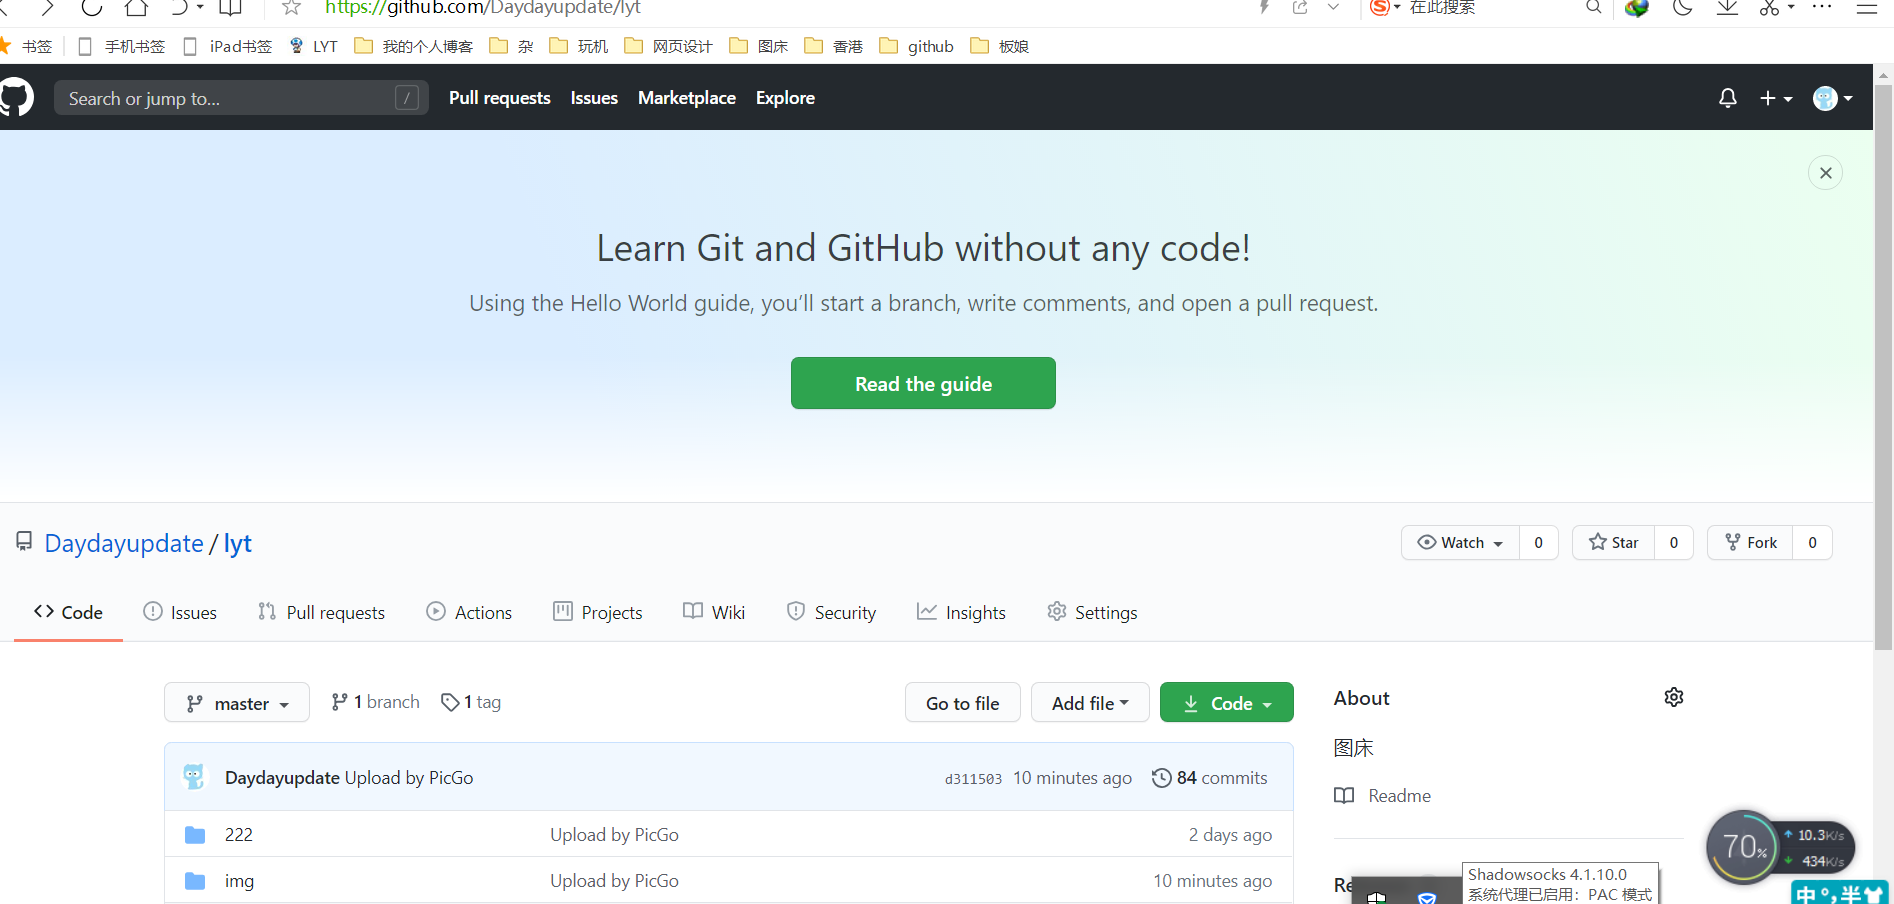 https://github.com/Daydayupdate/lyt
在此搜索
书签 手机书签 iPad书签 LYT 我的个人博客 杂 玩机 网页设计 图床 香港 github 板娘
Search or jump to... / Pull requests Issues Marketplace Explore
Learn Git and GitHub without any code!
Using the Hello World guide, you’ll start a branch, write comments, and open a pull request.
Read the guide
Daydayupdate / lyt
Watch 0 Star 0 Fork 0
Code Issues Pull requests Actions Projects Wiki Security Insights Settings
master 1 branch 1 tag Go to file Add file Code
About
图床
Readme
Daydayupdate Upload by PicGo d311503 10 minutes ago 84 commits
222 Upload by PicGo 2 days ago
img Upload by PicGo 10 minutes ago
70% 10.3K/s
434K/s
Shadowsocks 4.1.10.0
系统代理已启用：PAC 模式
中 °, 半